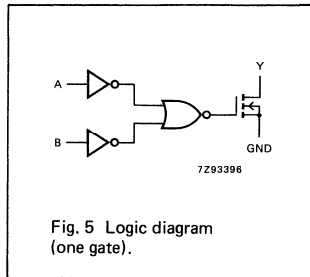 Y
A
B
GND
7Z93396
Fig. 5 Logic diagram
(one gate).